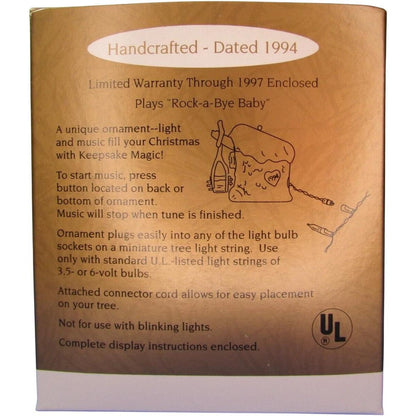 Handcrafted - Dated 1994
Limited Warranty Through 1997 Enclosed
Plays "Rock-a-Bye Baby"
A unique ornament--light
and music fill your Christmas
with Keepsake Magic!
To start music, press
button located on back or
bottom of ornament.
Music will stop when tune is finished.
Ornament plugs easily into any of the light bulb
sockets on a miniature tree light string. Use
only with standard U.L.-listed light strings of
3.5- or 6-volt bulbs.
Attached connector cord allows for easy placement
on your tree.
Not for use with blinking lights.
Complete display instructions enclosed.
UL
®